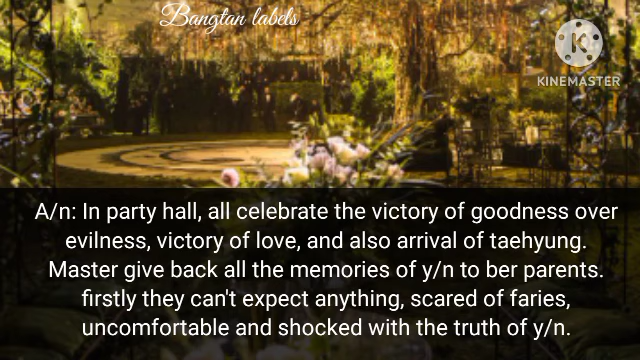 Bangtan labels
KINEMASTER
A/n: In party hall, all celebrate the victory of goodness over
evilness, victory of love, and also arrival of taehyung.
Master give back all the memories of y/n to ber parents.
firstly they can't expect anything, scared of faries,
uncomfortable and shocked with the truth of y/n.